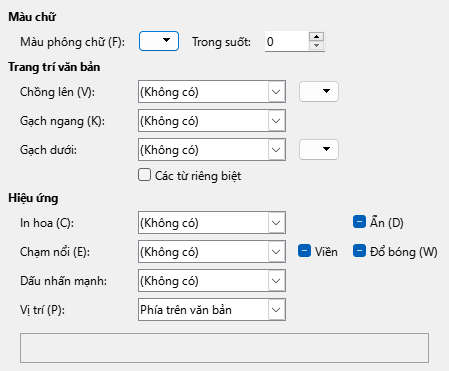 Màu chữ
Màu phông chữ (F): Trong suốt: 0
Trang trí văn bản
Chồng lên (V): (Không có)
Gạch ngang (K): (Không có)
Gạch dưới: (Không có)
Các từ riêng biệt
Hiệu ứng
In hoa (C): (Không có) Ẩn (D)
Chạm nổi (E): (Không có) Viền Đổ bóng (W)
Dấu nhấn mạnh: (Không có)
Vị trí (P): Phía trên văn bản